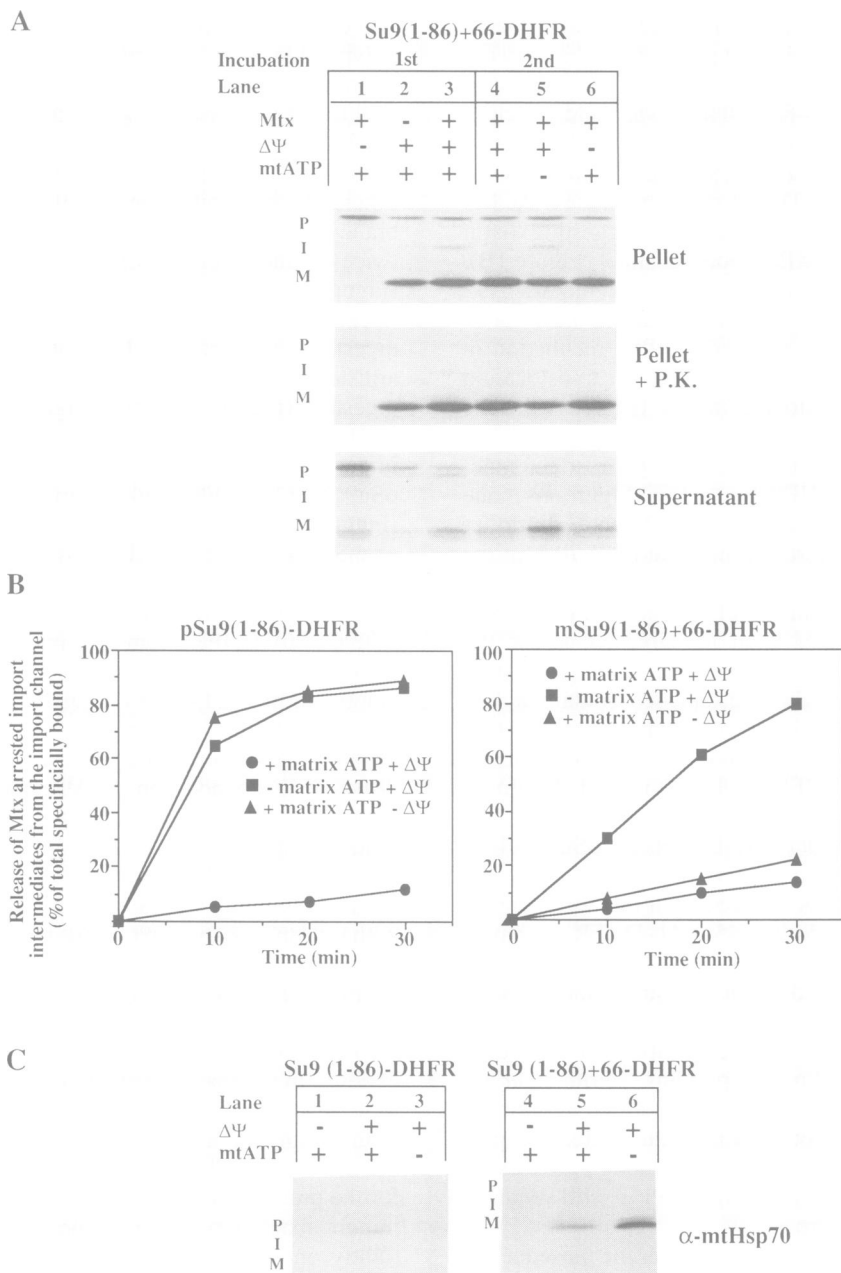 A
Su9(1-86)+66-DHFR
Incubation 1st 2nd
Lane 1 2 3 4 5 6
Mtx + - + + + +
ΔΨ - + + + + -
mtATP + + + + - +
P
I
M
Pellet
P
I
M
Pellet
+ P.K.
P
I
M
Supernatant
B
pSu9(1-86)-DHFR
mSu9(1-86)+66-DHFR
Release of Mtx arrested import
intermediates from the import channel
(% of total specificially bound)
100
80
60
40
20
+ matrix ATP + ΔΨ
- matrix ATP + ΔΨ
+ matrix ATP - ΔΨ
0 10 20 30
Time (min)
100
80
60
40
20
+ matrix ATP + ΔΨ
- matrix ATP + ΔΨ
+ matrix ATP - ΔΨ
0 10 20 30
Time (min)
C
Su9 (1-86)-DHFR Su9 (1-86)+66-DHFR
Lane 1 2 3 4 5 6
ΔΨ - + + - + +
mtATP + + - + + -
P
I
M
P
I
M
α-mtHsp70